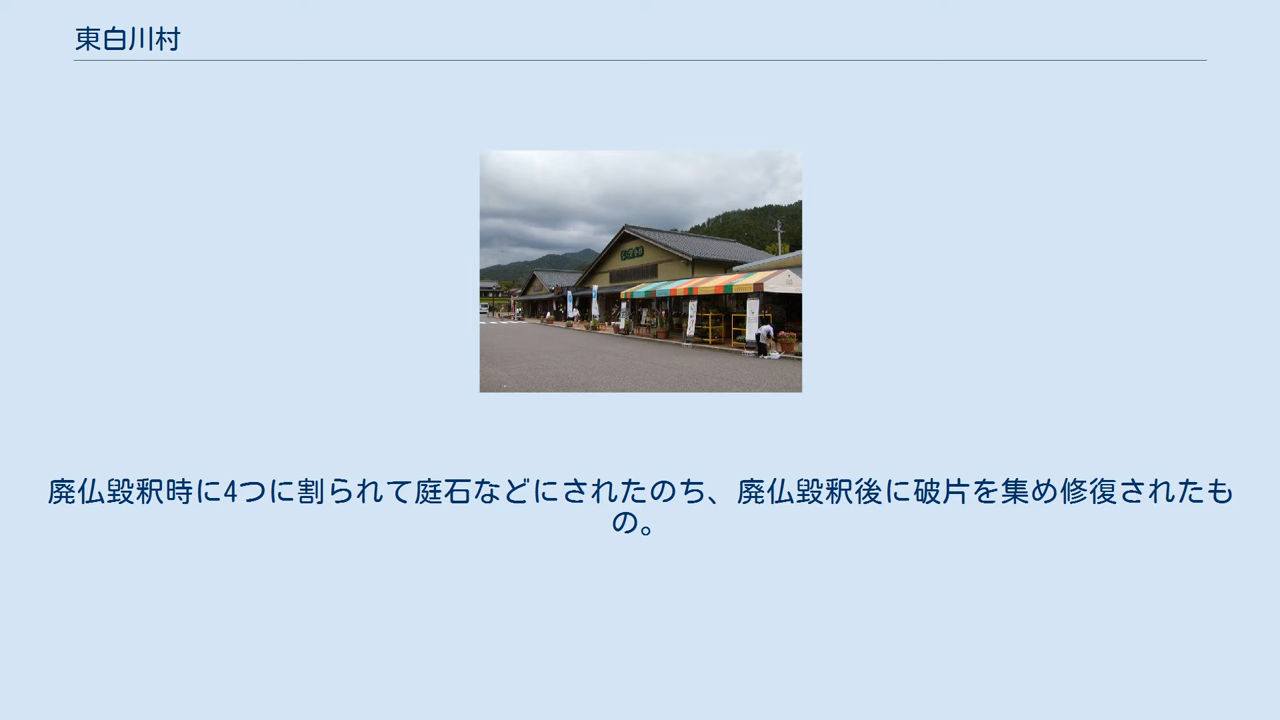 東白川村
廃仏毀釈時に4つに割られて庭石などにされたのち、廃仏毀釈後に破片を集め修復されたも
の。